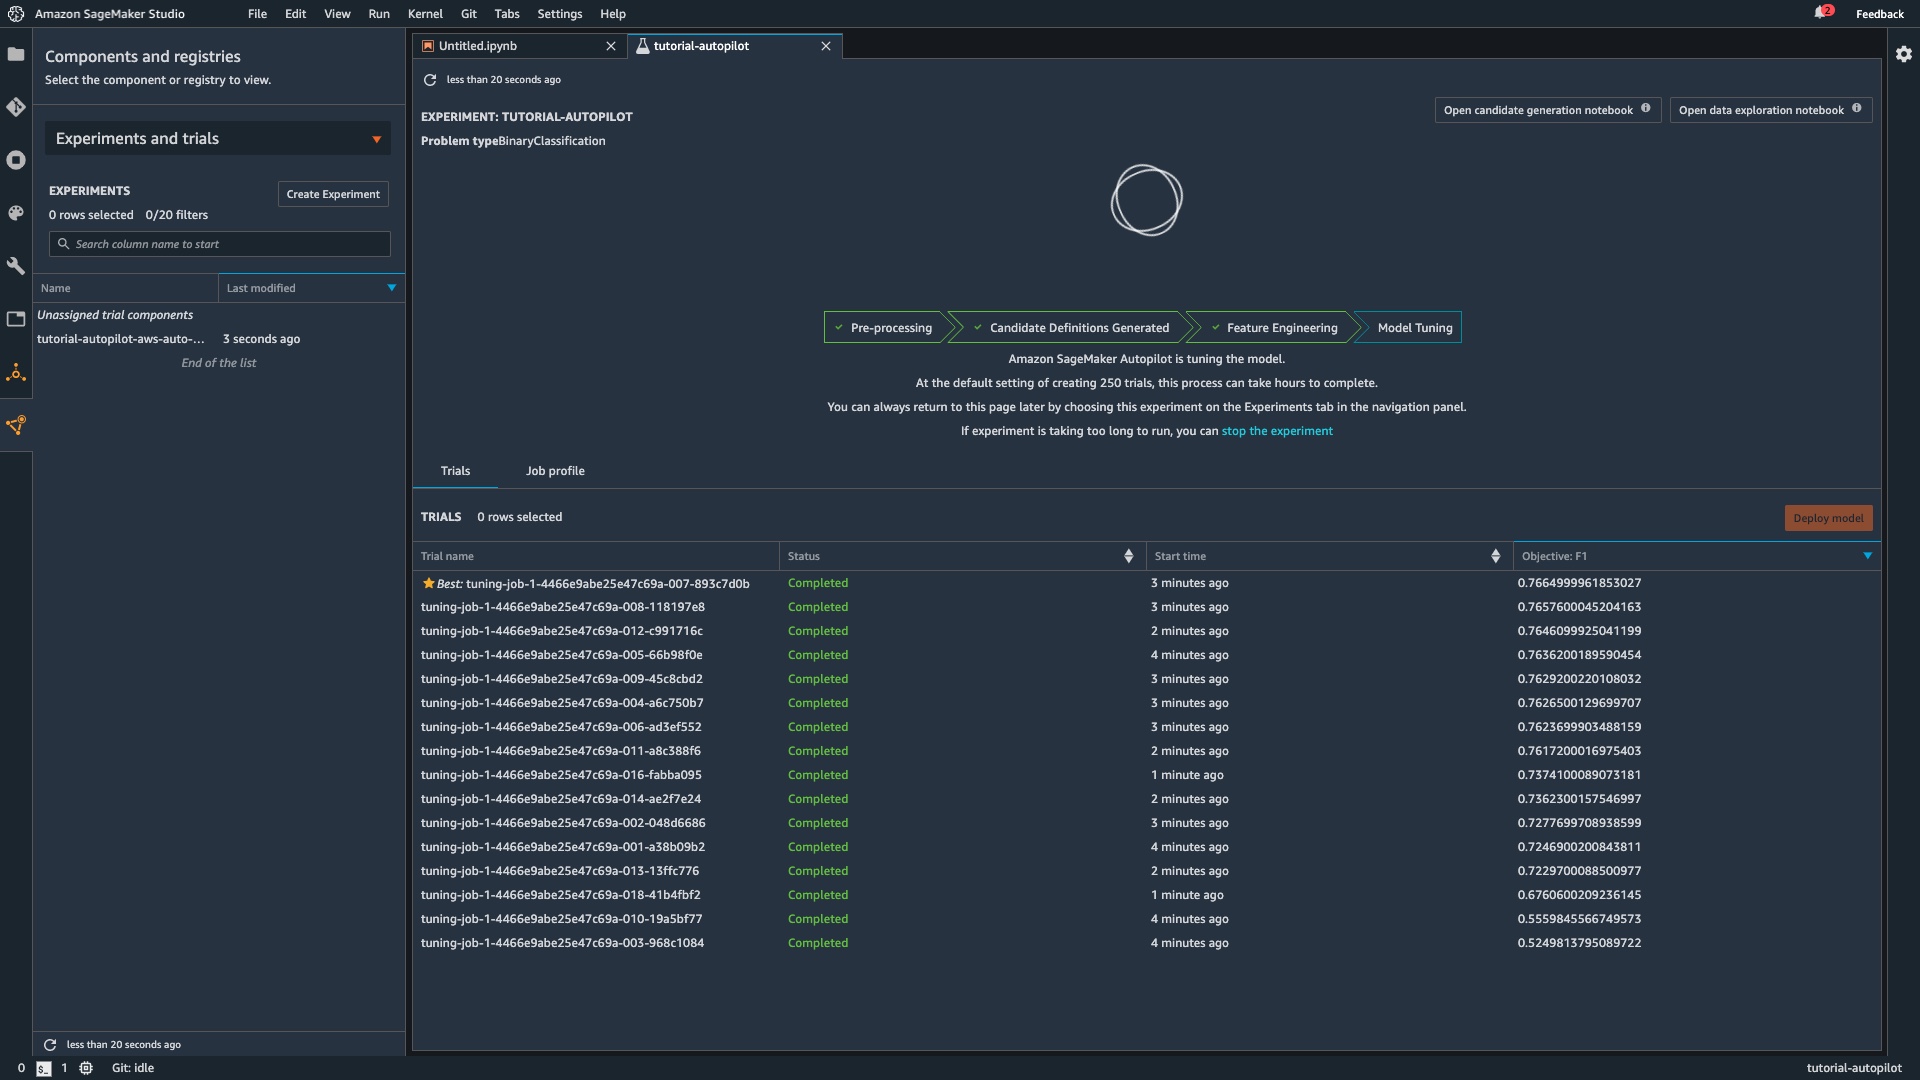 Amazon SageMaker Studio
File Edit View Run Kernel Git Tabs Settings Help
2
Feedback
Components and registries
Select the component or registry to view.
Experiments and trials
EXPERIMENTS
Create Experiment
0 rows selected 0/20 filters
Search column name to start
Name Last modified
Unassigned trial components
tutorial-autopilot-aws-auto-... 3 seconds ago
End of the list
less than 20 seconds ago
Untitled.ipynb
tutorial-autopilot
less than 20 seconds ago
EXPERIMENT: TUTORIAL-AUTOPILOT
Problem typeBinaryClassification
Open candidate generation notebook
Open data exploration notebook
Pre-processing
Candidate Definitions Generated
Feature Engineering
Model Tuning
Amazon SageMaker Autopilot is tuning the model.
At the default setting of creating 250 trials, this process can take hours to complete.
You can always return to this page later by choosing this experiment on the Experiments tab in the navigation panel.
If experiment is taking too long to run, you can stop the experiment
Trials Job profile
TRIALS 0 rows selected
Deploy model
Trial name Status Start time Objective: F1
Best: tuning-job-1-4466e9abe25e47c69a-007-893c7d0b Completed 3 minutes ago 0.7664999961853027
tuning-job-1-4466e9abe25e47c69a-008-118197e8 Completed 3 minutes ago 0.7657600045204163
tuning-job-1-4466e9abe25e47c69a-012-c991716c Completed 2 minutes ago 0.7646099925041199
tuning-job-1-4466e9abe25e47c69a-005-66b98f0e Completed 4 minutes ago 0.7636200189590454
tuning-job-1-4466e9abe25e47c69a-009-45c8cbd2 Completed 3 minutes ago 0.7629200220108032
tuning-job-1-4466e9abe25e47c69a-004-a6c750b7 Completed 3 minutes ago 0.7626500129699707
tuning-job-1-4466e9abe25e47c69a-006-ad3ef552 Completed 3 minutes ago 0.7623699903488159
tuning-job-1-4466e9abe25e47c69a-011-a8c388f6 Completed 2 minutes ago 0.7617200016975403
tuning-job-1-4466e9abe25e47c69a-016-fabba095 Completed 1 minute ago 0.7374100089073181
tuning-job-1-4466e9abe25e47c69a-014-ae2f7e24 Completed 2 minutes ago 0.7362300157546997
tuning-job-1-4466e9abe25e47c69a-002-048d6686 Completed 3 minutes ago 0.7277699708938599
tuning-job-1-4466e9abe25e47c69a-001-a38b09b2 Completed 4 minutes ago 0.7246900200843811
tuning-job-1-4466e9abe25e47c69a-013-13ffc776 Completed 2 minutes ago 0.7229700088500977
tuning-job-1-4466e9abe25e47c69a-018-41b4fbf2 Completed 1 minute ago 0.6760600209236145
tuning-job-1-4466e9abe25e47c69a-010-19a5bf77 Completed 4 minutes ago 0.5559845566749573
tuning-job-1-4466e9abe25e47c69a-003-968c1084 Completed 4 minutes ago 0.5249813795089722
0 $_ 1 Git: idle
tutorial-autopilot